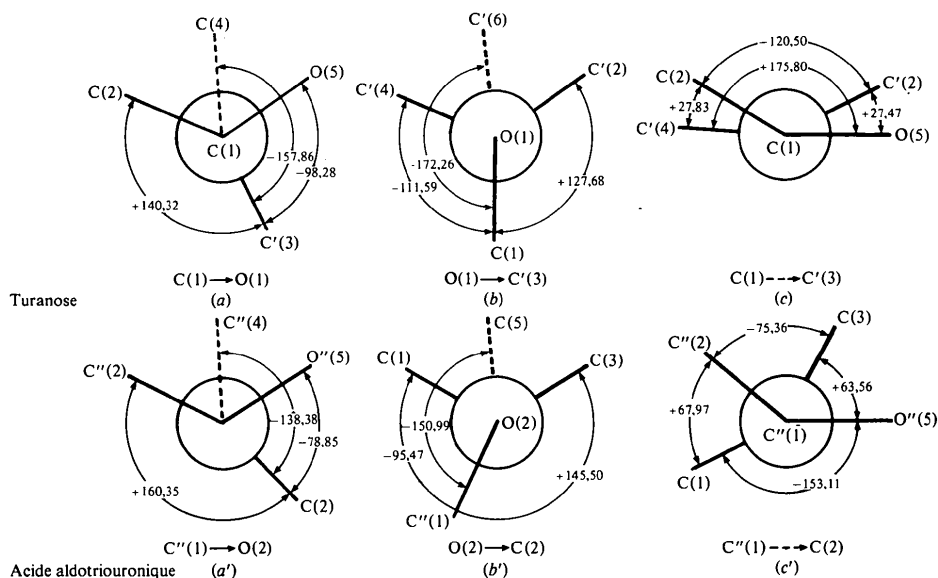 C(4)
C(2)
O(5)
C(1)
−157,86
−98,28
+140,32
C'(3)
C(1)→O(1)
(a)
C'(6)
C'(4)
C'(2)
O(1)
-172,26
−111,59
+127,68
C(1)
O(1)→C'(3)
(b)
−120,50
+175,80
C(2)
C'(2)
+27,83
+27,47
C'(4)
C(1)
O(5)
C(1)--→C'(3)
(c)
Turanose
C''(4)
C''(2)
O''(5)
−138,38
−78,85
+160,35
C(2)
C''(1)→O(2)
(a')
C(5)
C(1)
C(3)
O(2)
−150,99
−95,47
+145,50
C''(1)
O(2)→C(2)
(b')
C(3)
−75,36
C''(2)
+63,56
+67,97
C''(1)
O''(5)
C(1)
−153,11
C''(1)--→C(2)
(c')
Acide aldotriouronique